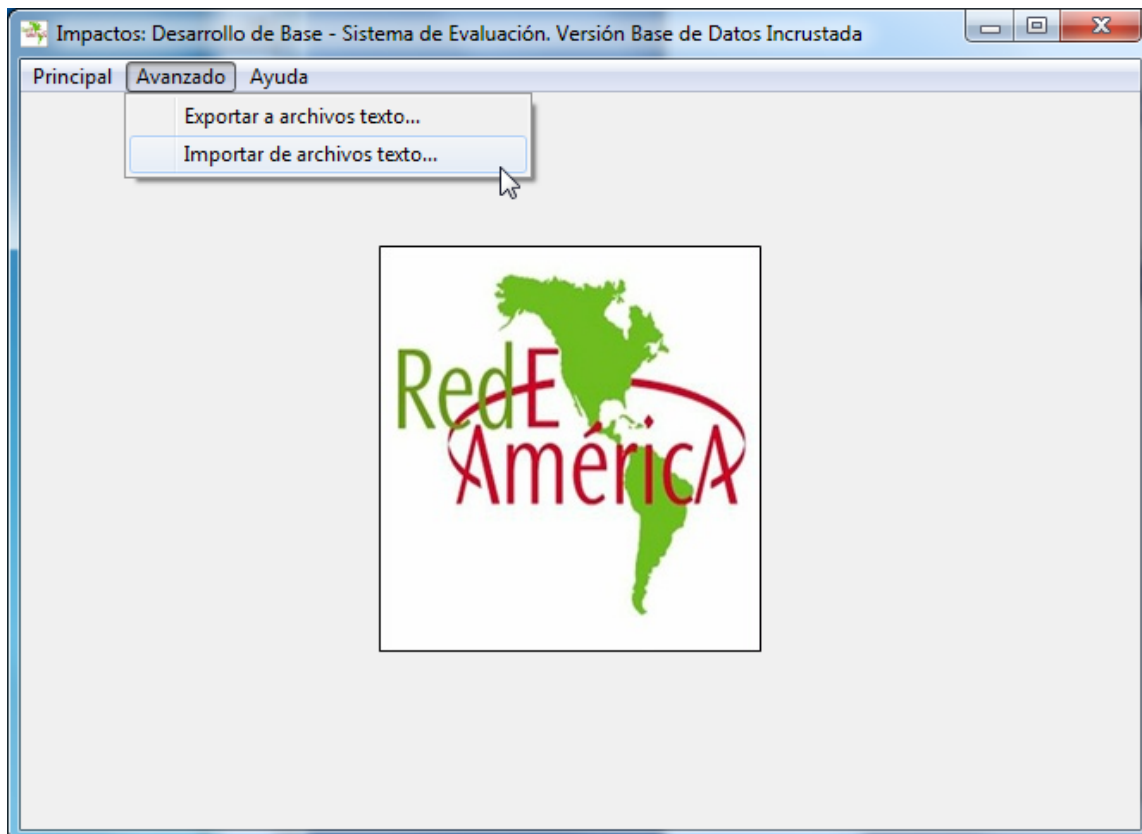 Impactos: Desarrollo de Base - Sistema de Evaluación. Versión Base de Datos Incrustada
Principal Avanzado Ayuda
Exportar a archivos texto...
Importar de archivos texto...
RedE
AméricA